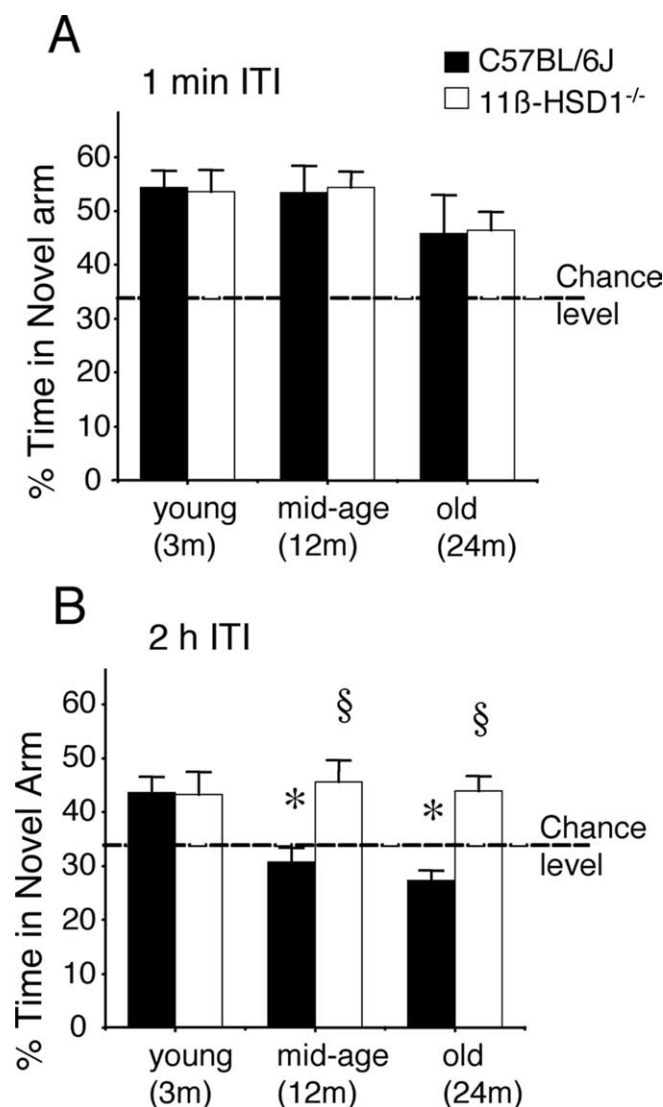 A
1 min ITI
C57BL/6J
11ß-HSD1-/-
% Time in Novel arm
60
50
40
30
20
10
0
Chance
level
young
(3m)
mid-age
(12m)
old
(24m)
B
2 h ITI
% Time in Novel Arm
60
50
40
30
20
10
0
*
§
*
§
Chance
level
young
(3m)
mid-age
(12m)
old
(24m)